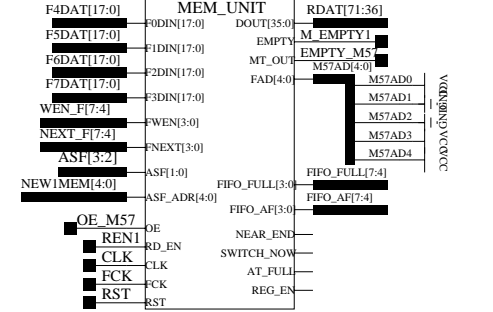 MEM_UNIT
F4DAT[17:0]
F0DIN[17:0]
F5DAT[17:0]
F1DIN[17:0]
F6DAT[17:0]
F2DIN[17:0]
F7DAT[17:0]
F3DIN[17:0]
WEN_F[7:4]
FWEN[3:0]
NEXT_F[7:4]
FNEXT[3:0]
ASF[3:2]
ASF[1:0]
NEW1MEM[4:0]
ASF_ADR[4:0]
OE_M57
OE
REN1
RD_EN
CLK
CLK
FCK
FCK
RST
RST
RDAT[71:36]
DOUT[35:0]
M_EMPTY1
EMPTY
EMPTY_M57
MT_OUT
M57AD[4:0]
FAD[4:0]
M57AD0
M57AD1
M57AD2
M57AD3
M57AD4
VCC
VCC
FIFO_FULL[7:4]
FIFO_FULL[3:0]
FIFO_AF[7:4]
FIFO_AF[3:0]
NEAR_END
SWITCH_NOW
AT_FULL
REG_EN